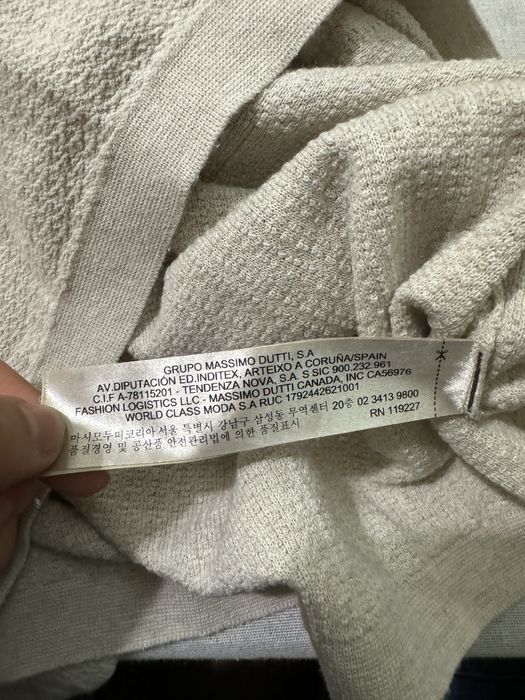 GRUPO MASSIMO DUTTI, S.A
AV.DIPUTACIÓN ED.INDITEX, ARTEIXO A CORUÑA/SPAIN
C.I.F A-78115201 - TENDENZA NOVA, S.A. S SIC 900.232.961
FASHION LOGISTICS LLC - MASSIMO DUTTI CANADA, INC CA56976
WORLD CLASS MODA S.A.RUC 1792442621001
마시모두띠코리아서울 특별시 강남구 삼성동 무역센터 20층 02 3413 9800
품질경영 및 공산품 안전관리법에 의한 품질표시
RN 119227